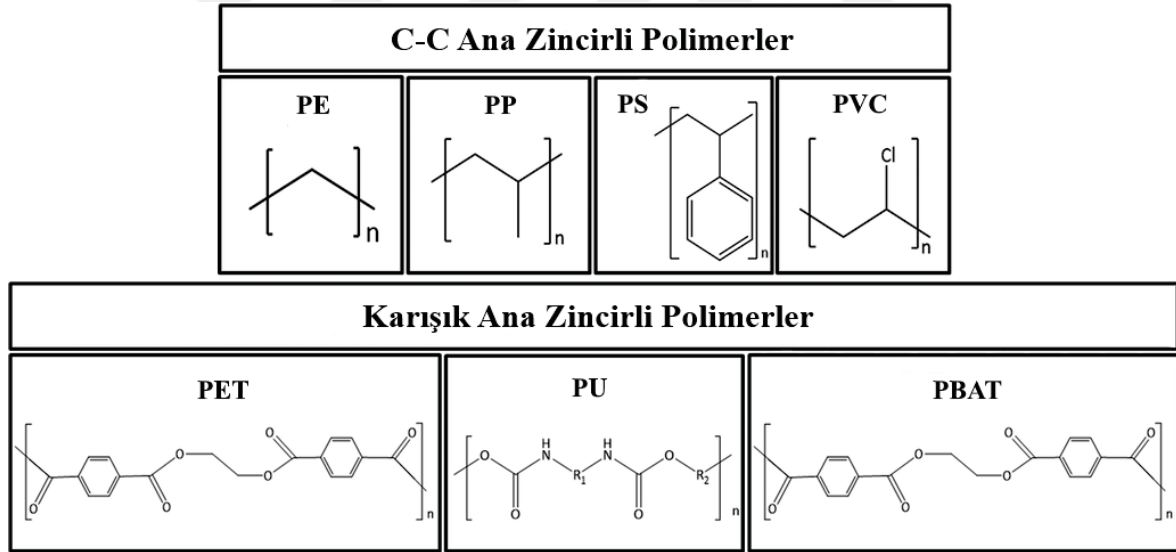 C-C Ana Zincirli Polimerler
PE
n
PP
n
PS
n
PVC
Cl
n
Karışık Ana Zincirli Polimerler
PET
O
O
O
O
O
O
n
PU
O
O
H
N
R1
H
N
O
O
R2
n
PBAT
O
O
O
O
O
O
n